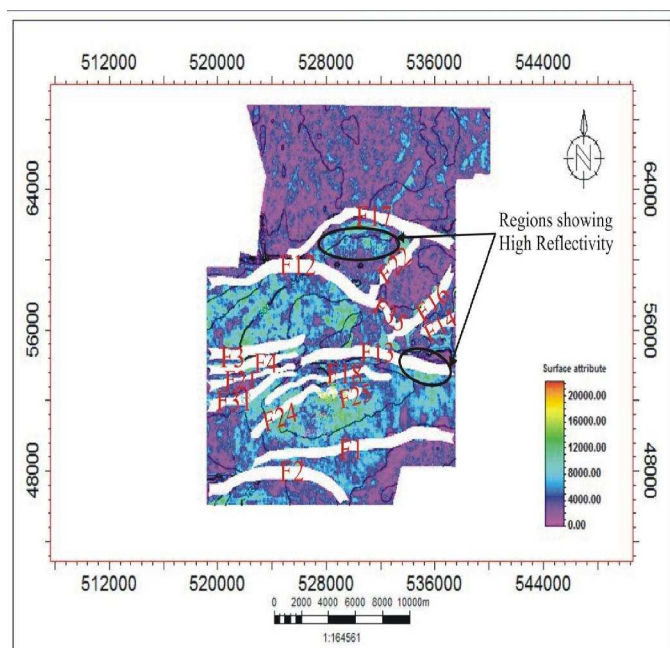 512000 520000 528000 536000 544000
64000 64000
F17
Regions showing
High Reflectivity
F12
F22
F16
F14
56000 56000
F3
F4
F13
F21
F18
F31
F25
F24
Surface attribute
20000.00
16000.00
12000.00
8000.00
4000.00
0.00
F1
F2
48000 48000
512000 520000 528000 536000 544000
0 2000 4000 6000 8000 10000m
1:164561
N